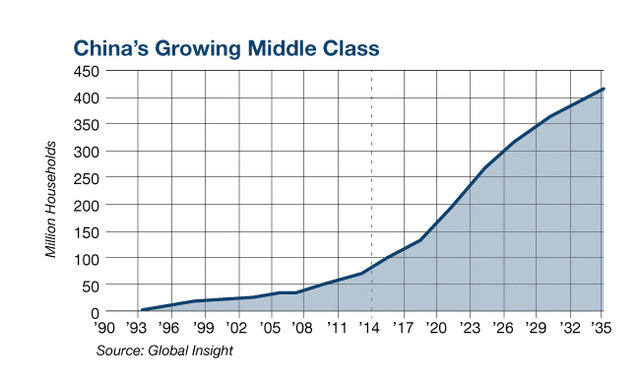 China's Growing Middle Class
450
400
350
300
250
200
150
100
50
0
Million Households
'90 '93 '96 '99 '02 '05 '08 '11 '14 '17 '20 '23 '26 '29 '32 '35
Source: Global Insight